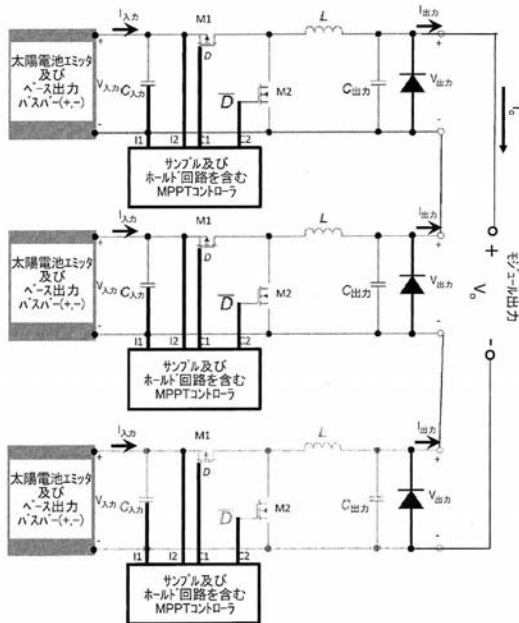 I入力
M1
L
I出力
太陽電池エミッタ
及び
ベース出力
バスバー(+,-)
+
-
V入力
C入力
D
D̅
M2
C出力
V出力
+
-
I1
I2
C1
C2
サンプル及び
ホールド回路を含む
MPPTコントローラ
Io
I入力
M1
L
I出力
太陽電池エミッタ
及び
ベース出力
バスバー(+,-)
+
-
V入力
C入力
D
D̅
M2
C出力
V出力
+
-
I1
I2
C1
C2
サンプル及び
ホールド回路を含む
MPPTコントローラ
+
Vo
-
モジュール出力
I入力
M1
L
I出力
太陽電池エミッタ
及び
ベース出力
バスバー(+,-)
+
-
V入力
C入力
D
D̅
M2
C出力
V出力
+
-
I1
I2
C1
C2
サンプル及び
ホールド回路を含む
MPPTコントローラ